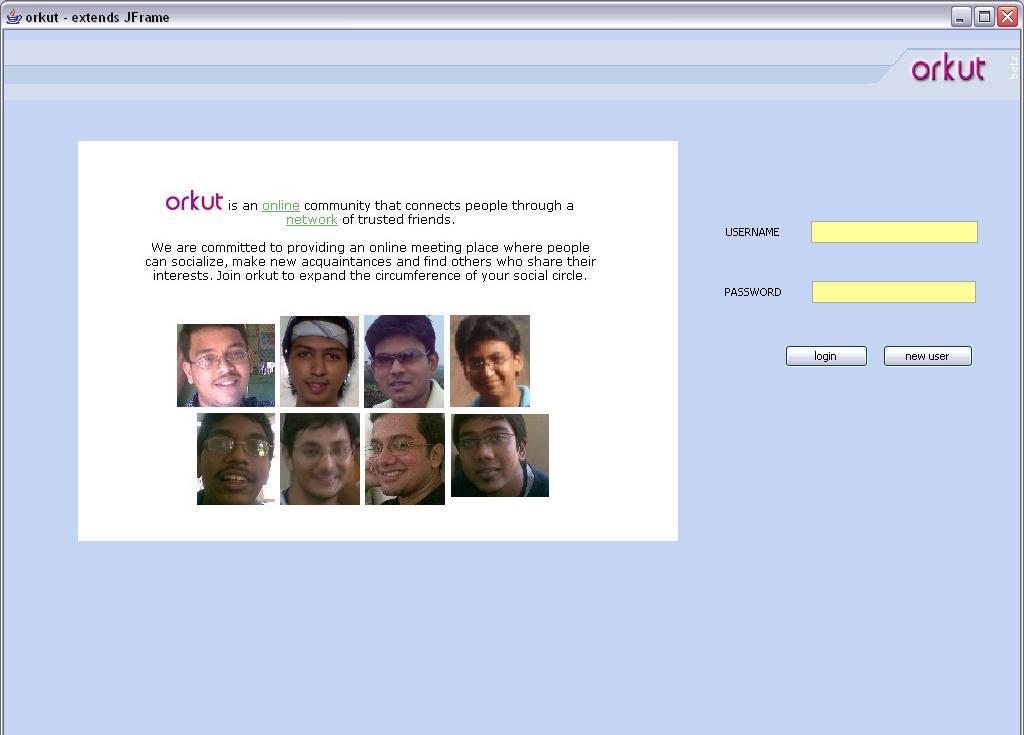 orkut - extends JFrame
orkut
beta
orkut is an online community that connects people through a
network of trusted friends.
We are committed to providing an online meeting place where people
can socialize, make new acquaintances and find others who share their
interests. Join orkut to expand the circumference of your social circle.
USERNAME
PASSWORD
login
new user